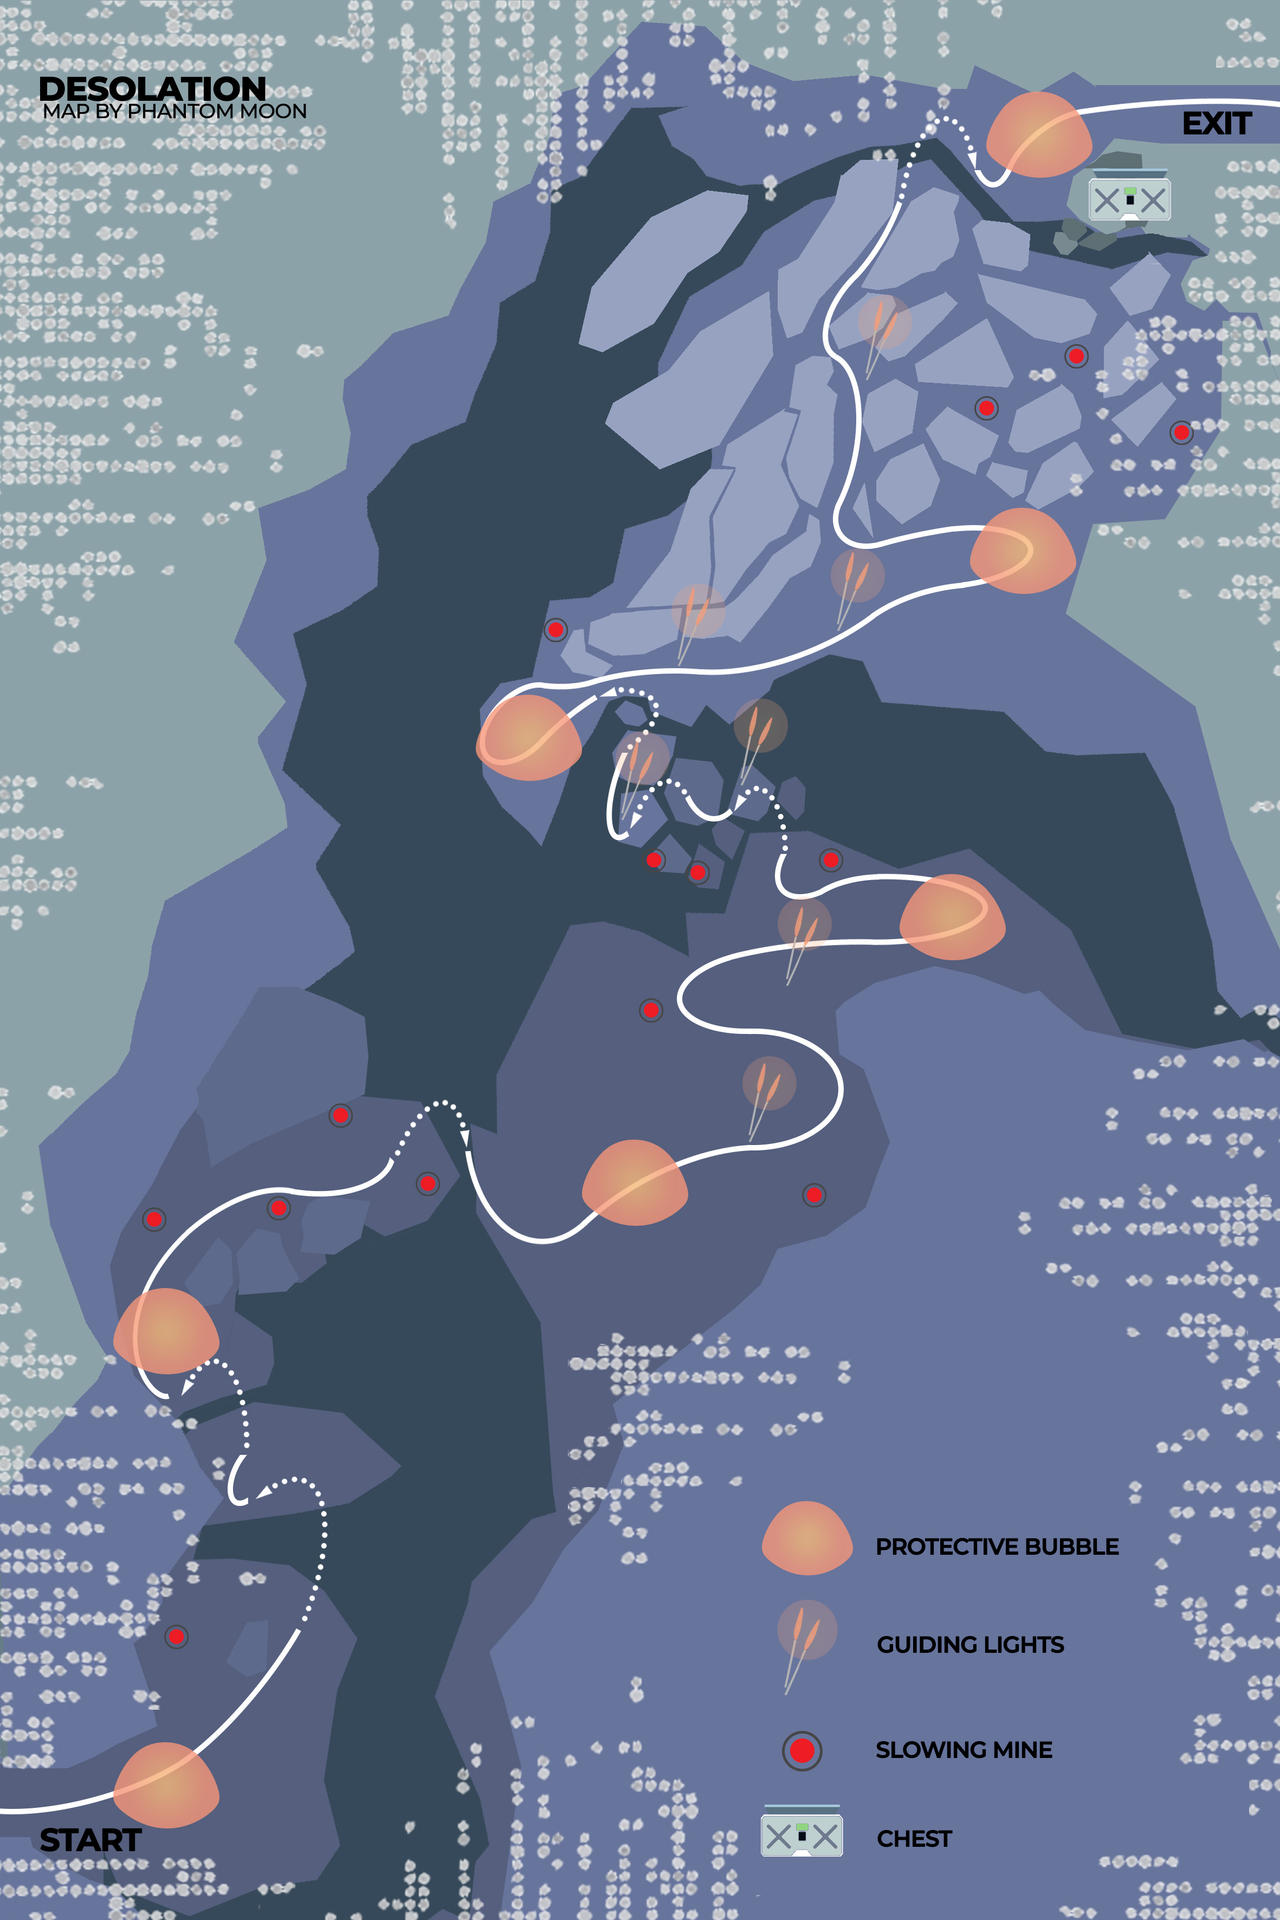 DESOLATION
MAP BY PHANTOM MOON
EXIT
PROTECTIVE BUBBLE
GUIDING LIGHTS
SLOWING MINE
CHEST
START